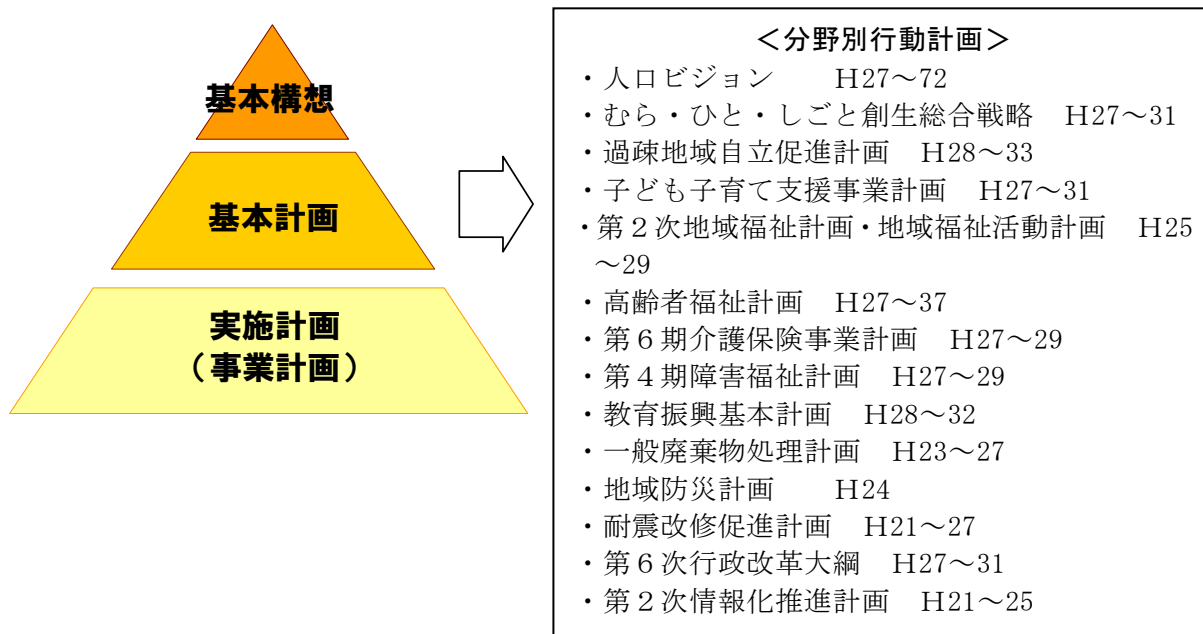 基本構想
基本計画
実施計画
（事業計画）
＜分野別行動計画＞
・人口ビジョン　　H27～72
・むら・ひと・しごと創生総合戦略　H27～31
・過疎地域自立促進計画　H28～33
・子ども子育て支援事業計画　H27～31
・第２次地域福祉計画・地域福祉活動計画　H25
～29
・高齢者福祉計画　H27～37
・第６期介護保険事業計画　H27～29
・第４期障害福祉計画　H27～29
・教育振興基本計画　H28～32
・一般廃棄物処理計画　H23～27
・地域防災計画　　H24
・耐震改修促進計画　H21～27
・第６次行政改革大綱　H27～31
・第２次情報化推進計画　H21～25